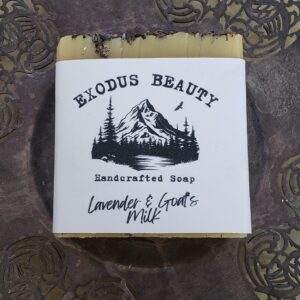 EXODUS BEAUTY
Handcrafted Soap
Lavender & Goat's
Milk